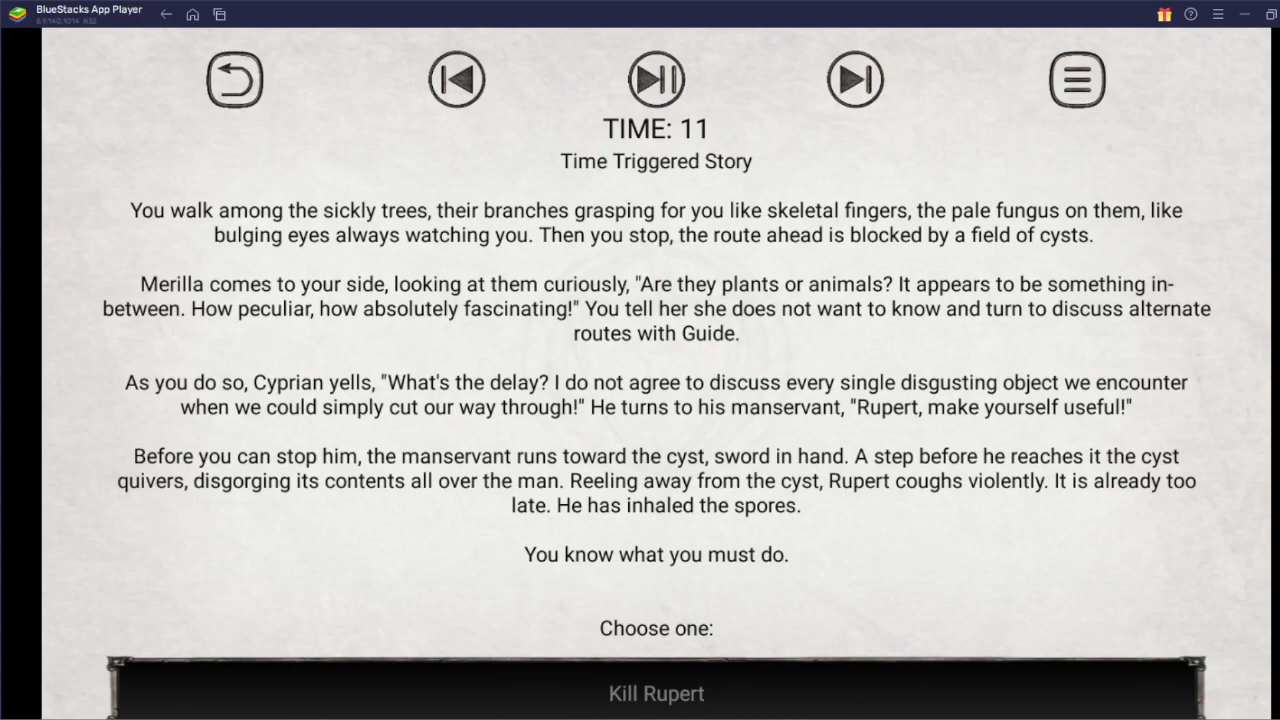 BlueStacks App Player
5.9.140.1014 N32
TIME: 11
Time Triggered Story
You walk among the sickly trees, their branches grasping for you like skeletal fingers, the pale fungus on them, like
bulging eyes always watching you. Then you stop, the route ahead is blocked by a field of cysts.
Merilla comes to your side, looking at them curiously, "Are they plants or animals? It appears to be something in-
between. How peculiar, how absolutely fascinating!" You tell her she does not want to know and turn to discuss alternate
routes with Guide.
As you do so, Cyprian yells, "What's the delay? I do not agree to discuss every single disgusting object we encounter
when we could simply cut our way through!" He turns to his manservant, "Rupert, make yourself useful!"
Before you can stop him, the manservant runs toward the cyst, sword in hand. A step before he reaches it the cyst
quivers, disgorging its contents all over the man. Reeling away from the cyst, Rupert coughs violently. It is already too
late. He has inhaled the spores.
You know what you must do.
Choose one:
Kill Rupert